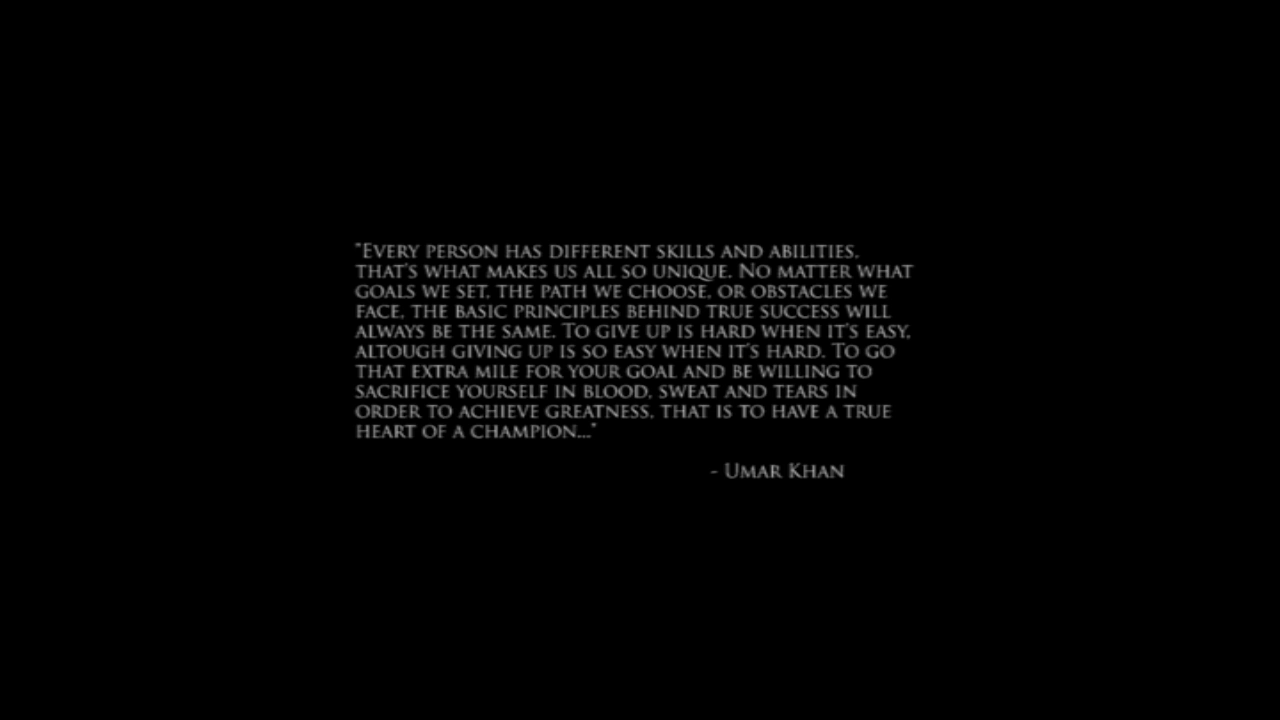 "Every person has different skills and abilities,
that's what makes us all so unique. No matter what
goals we set, the path we choose, or obstacles we
face, the basic principles behind true success will
always be the same. To give up is hard when it's easy,
altough giving up is so easy when it's hard. To go
that extra mile for your goal and be willing to
sacrifice yourself in blood, sweat and tears in
order to achieve greatness, that is to have a true
heart of a champion..."
- Umar Khan